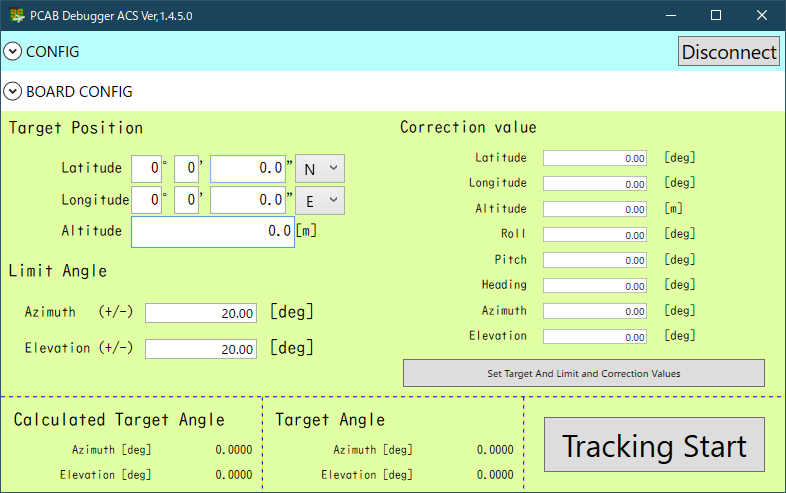 PCAB Debugger ACS Ver,1.4.5.0
CONFIG
Disconnect
BOARD CONFIG
Target Position
Latitude 0 ° 0 ' 0.0 " N
Longitude 0 ° 0 ' 0.0 " E
Altitude 0.0 [m]
Limit Angle
Azimuth (+/-) 20.00 [deg]
Elevation (+/-) 20.00 [deg]
Correction value
Latitude 0.00 [deg]
Longitude 0.00 [deg]
Altitude 0.00 [m]
Roll 0.00 [deg]
Pitch 0.00 [deg]
Heading 0.00 [deg]
Azimuth 0.00 [deg]
Elevation 0.00 [deg]
Set Target And Limit and Correction Values
Calculated Target Angle
Azimuth [deg] 0.0000
Elevation [deg] 0.0000
Target Angle
Azimuth [deg] 0.0000
Elevation [deg] 0.0000
Tracking Start